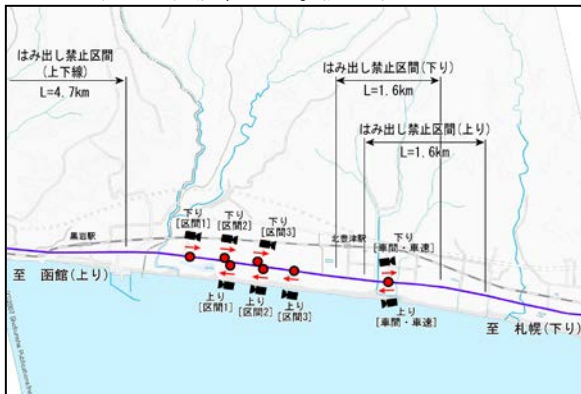 はみ出し禁止区間
(上下線)
L=4.7km
はみ出し禁止区間(下り)
L=1.6km
はみ出し禁止区間(上り)
L=1.6km
下り
[区間1]
下り
[区間2]
下り
[区間3]
黒岩駅
北豊津駅
下り
[車間・車速]
至 函館(上り)
上り
[区間1]
上り
[区間2]
上り
[区間3]
上り
[車間・車速]
至 札幌(下り)